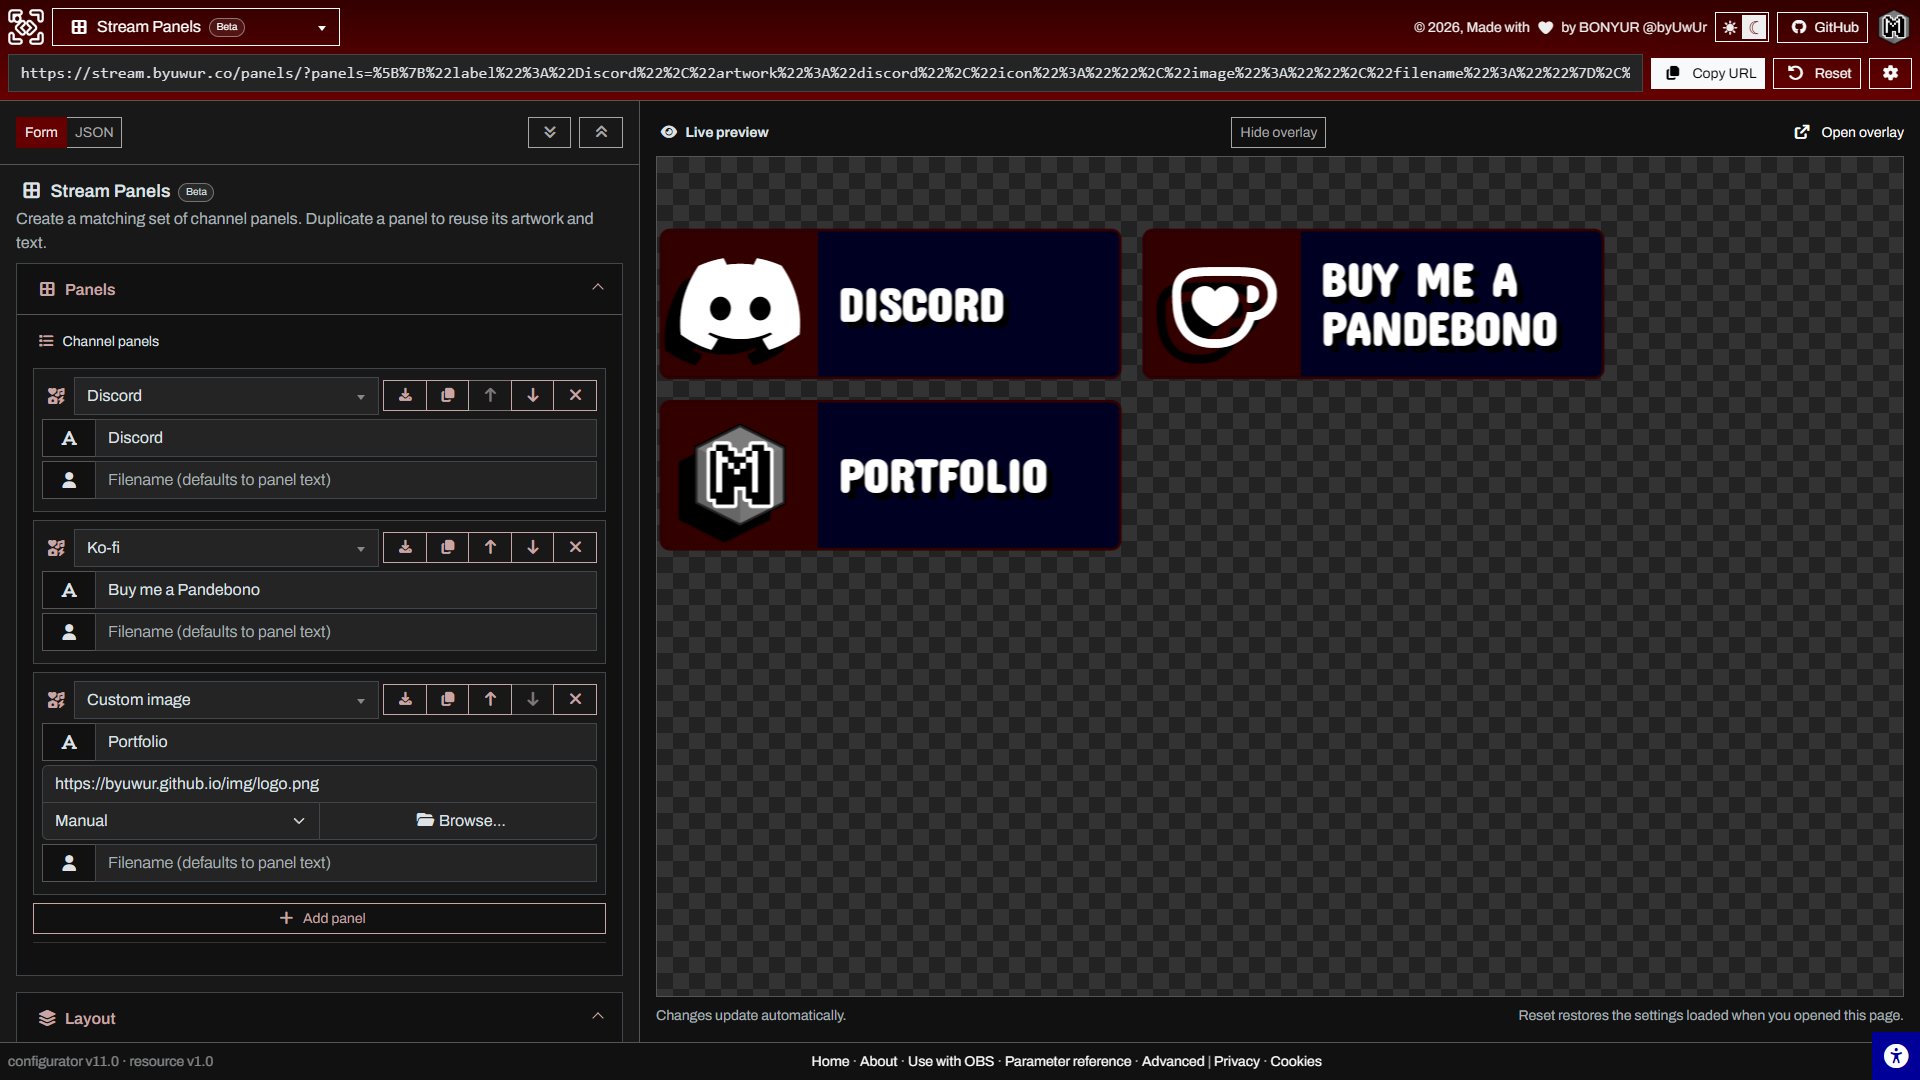 Stream Panels Beta
© 2026, Made with by BONYUR @byUwUr
GitHub
https://stream.byuwur.co/panels/?panels=%5B%7B%22label%22%3A%22Discord%22%2C%22artwork%22%3A%22discord%22%2C%22icon%22%3A%22%22%2C%22image%22%3A%22%22%2C%22filename%22%3A%22%22%7D%2C%
Copy URL
Reset
Form
JSON
Live preview
Hide overlay
Open overlay
Stream Panels Beta
Create a matching set of channel panels. Duplicate a panel to reuse its artwork and
text.
Panels
Channel panels
Discord
Discord
Filename (defaults to panel text)
Ko-fi
Buy me a Pandebono
Filename (defaults to panel text)
Custom image
Portfolio
https://byuwur.github.io/img/logo.png
Manual
Browse...
Filename (defaults to panel text)
Add panel
Layout
DISCORD
BUY ME A
PANDEBONO
PORTFOLIO
Changes update automatically.
Reset restores the settings loaded when you opened this page.
configurator v11.0 · resource v1.0
Home · About · Use with OBS · Parameter reference · Advanced | Privacy · Cookies